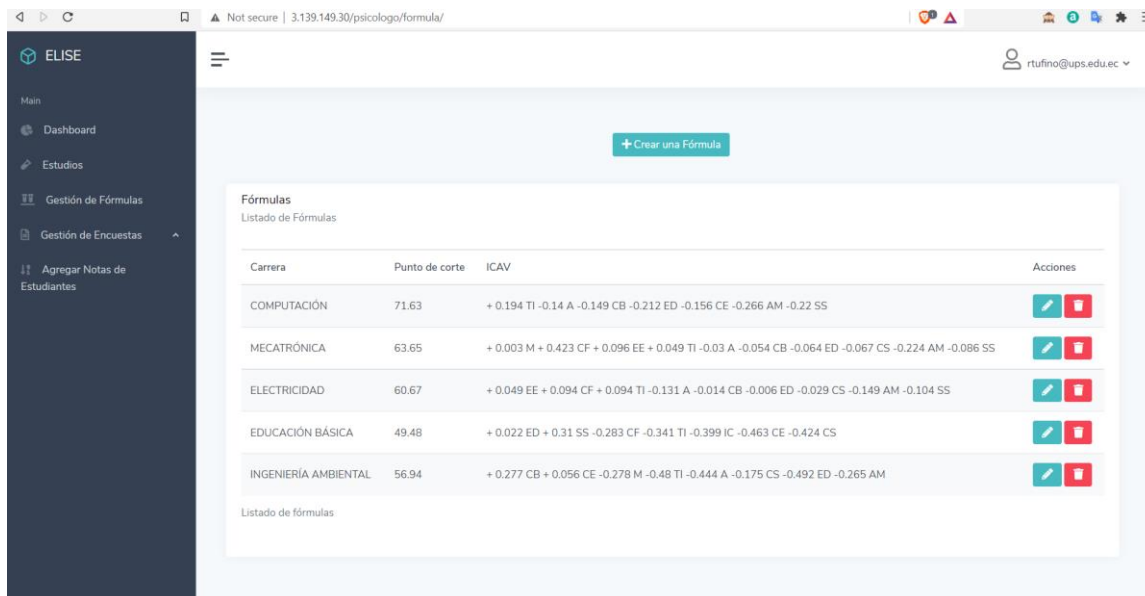 Not secure | 3.139.149.30/psicologo/formula/
ELISE
rtufino@ups.edu.ec
Main
Dashboard
Estudios
Gestión de Fórmulas
Gestión de Encuestas
Agregar Notas de
Estudiantes
+ Crear una Fórmula
Fórmulas
Listado de Fórmulas
Carrera Punto de corte ICAV Acciones
COMPUTACIÓN 71.63 + 0.194 TI -0.14 A -0.149 CB -0.212 ED -0.156 CE -0.266 AM -0.22 SS
MECATRÓNICA 63.65 + 0.003 M + 0.423 CF + 0.096 EE + 0.049 TI -0.03 A -0.054 CB -0.064 ED -0.067 CS -0.224 AM -0.086 SS
ELECTRICIDAD 60.67 + 0.049 EE + 0.094 CF + 0.094 TI -0.131 A -0.014 CB -0.006 ED -0.029 CS -0.149 AM -0.104 SS
EDUCACIÓN BÁSICA 49.48 + 0.022 ED + 0.31 SS -0.283 CF -0.341 TI -0.399 IC -0.463 CE -0.424 CS
INGENIERÍA AMBIENTAL 56.94 + 0.277 CB + 0.056 CE -0.278 M -0.48 TI -0.444 A -0.175 CS -0.492 ED -0.265 AM
Listado de fórmulas